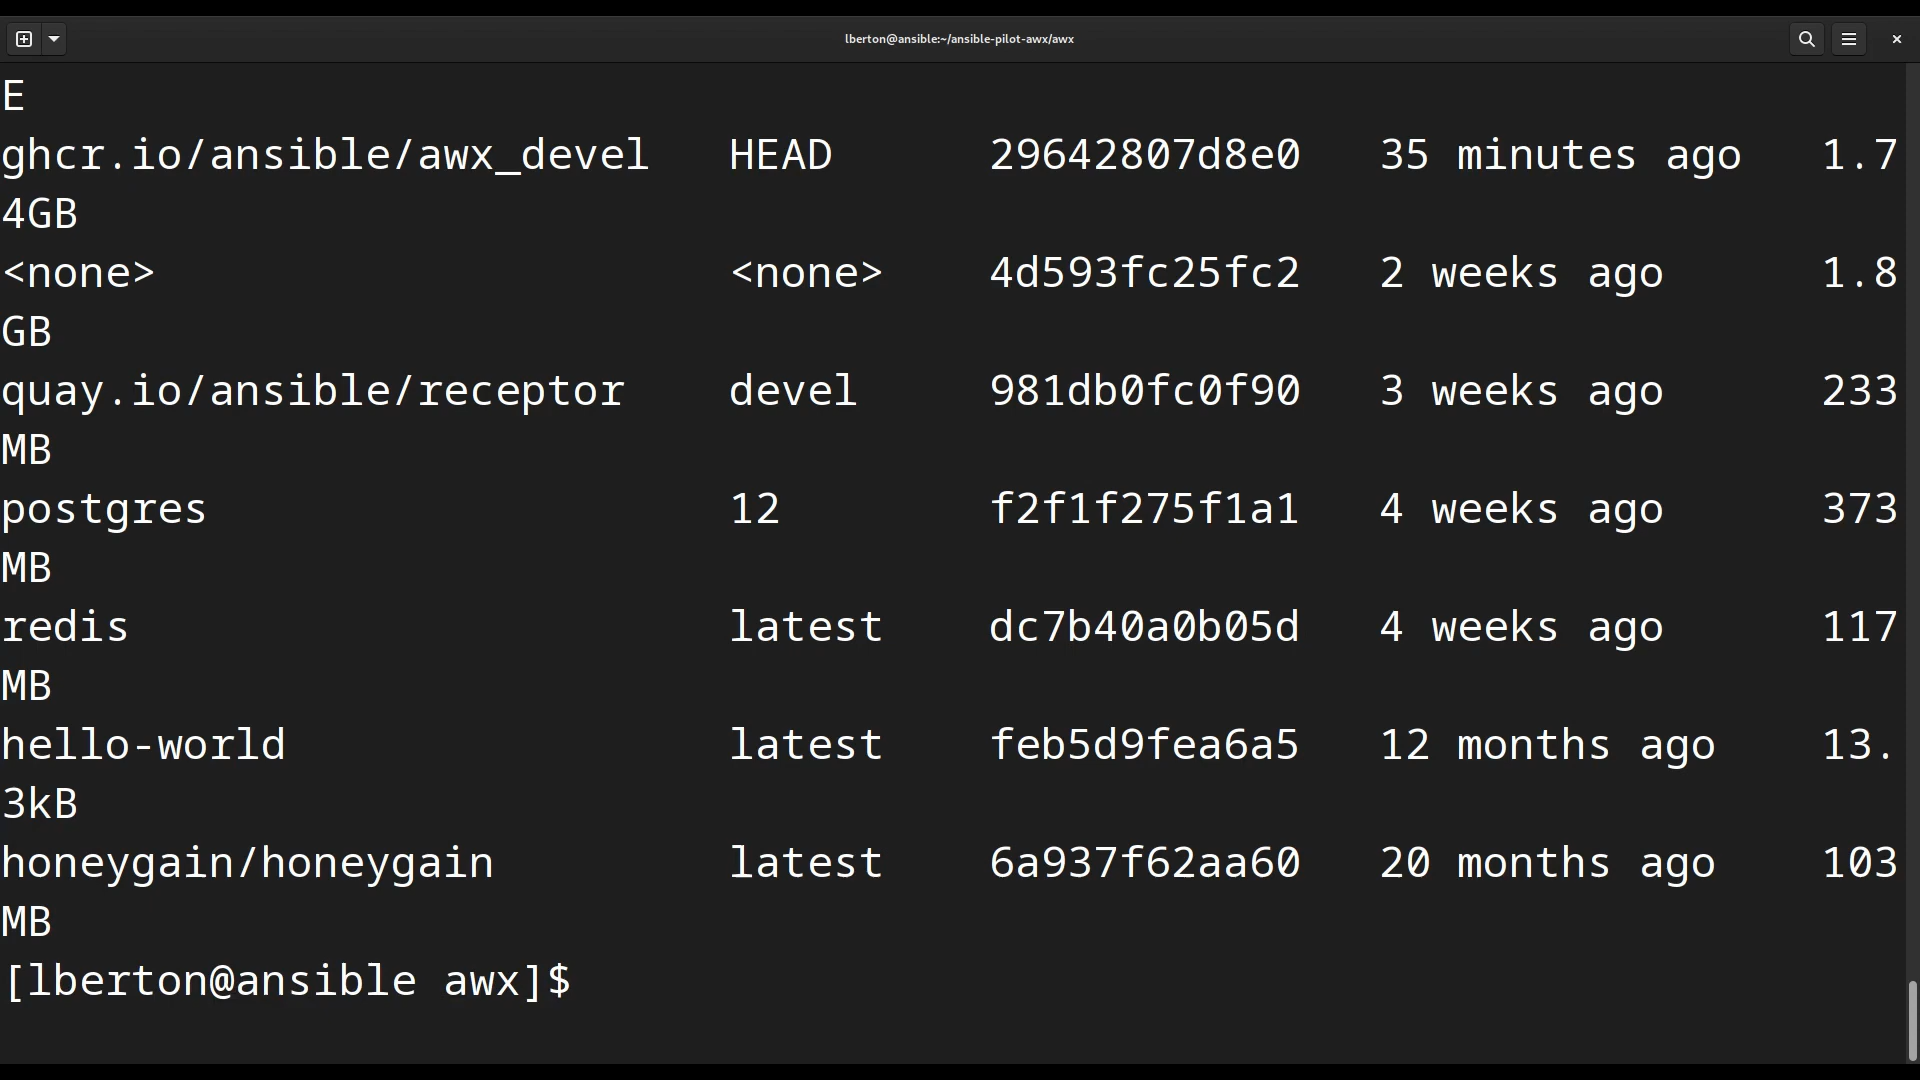 lberton@ansible:~/ansible-pilot-awx/awx
E
ghcr.io/ansible/awx_devel   HEAD      29642807d8e0   35 minutes ago   1.7
4GB
<none>                      <none>    4d593fc25fc2   2 weeks ago      1.8
GB
quay.io/ansible/receptor    devel     981db0fc0f90   3 weeks ago      233
MB
postgres                    12        f2f1f275f1a1   4 weeks ago      373
MB
redis                       latest    dc7b40a0b05d   4 weeks ago      117
MB
hello-world                 latest    feb5d9fea6a5   12 months ago    13.
3kB
honeygain/honeygain         latest    6a937f62aa60   20 months ago    103
MB
[lberton@ansible awx]$